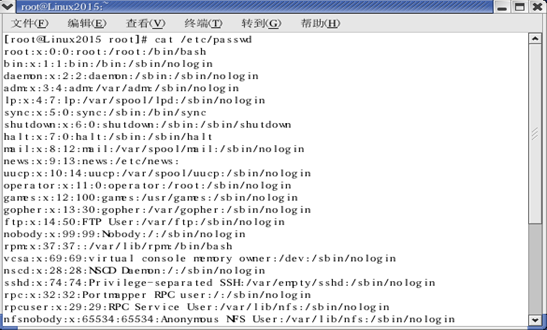 root@Linux2015:~
文件(F) 编辑(E) 查看(V) 终端(T) 转到(G) 帮助(H)
[root@Linux2015 root]# cat /etc/passwd
root:x:0:0:root:/root:/bin/bash
bin:x:1:1:bin:/bin:/sbin/nologin
daemon:x:2:2:daemon:/sbin:/sbin/nologin
adm:x:3:4:adm:/var/adm:/sbin/nologin
lp:x:4:7:lp:/var/spool/lpd:/sbin/nologin
sync:x:5:0:sync:/sbin:/bin/sync
shutdown:x:6:0:shutdown:/sbin:/sbin/shutdown
halt:x:7:0:halt:/sbin:/sbin/halt
mail:x:8:12:mail:/var/spool/mail:/sbin/nologin
news:x:9:13:news:/etc/news:
uucp:x:10:14:uucp:/var/spool/uucp:/sbin/nologin
operator:x:11:0:operator:/root:/sbin/nologin
games:x:12:100:games:/usr/games:/sbin/nologin
gopher:x:13:30:gopher:/var/gopher:/sbin/nologin
ftp:x:14:50:FTP User:/var/ftp:/sbin/nologin
nobody:x:99:99:Nobody:/:/sbin/nologin
rpm:x:37:37::/var/lib/rpm:/bin/bash
vcsa:x:69:69:virtual console memory owner:/dev:/sbin/nologin
nscd:x:28:28:NSCD Daemon:/:/sbin/nologin
sshd:x:74:74:Privilege-separated SSH:/var/empty/sshd:/sbin/nologin
rpc:x:32:32:Portmapper RPC user:/:/sbin/nologin
rpcuser:x:29:29:RPC Service User:/var/lib/nfs:/sbin/nologin
nfsnobody:x:65534:65534:Anonymous NFS User:/var/lib/nfs:/sbin/nologin